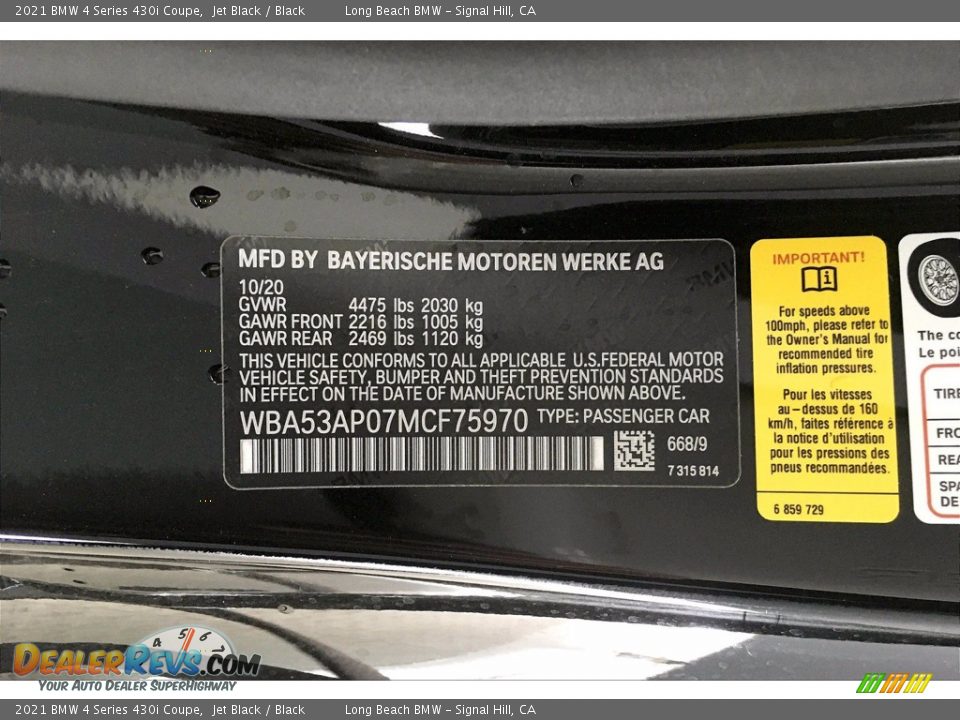 2021 BMW 4 Series 430i Coupe,  Jet Black / Black        Long Beach BMW - Signal Hill, CA
MFD BY BAYERISCHE MOTOREN WERKE AG
10/20
GVWR 4475 lbs 2030 kg
GAWR FRONT 2216 lbs 1005 kg
GAWR REAR 2469 lbs 1120 kg
THIS VEHICLE CONFORMS TO ALL APPLICABLE U.S.FEDERAL MOTOR
VEHICLE SAFETY, BUMPER AND THEFT PREVENTION STANDARDS
IN EFFECT ON THE DATE OF MANUFACTURE SHOWN ABOVE.
WBA53AP07MCF75970 TYPE: PASSENGER CAR
668/9
7 315 814
IMPORTANT!
For speeds above
100mph, please refer to
the Owner's Manual for
recommended tire
inflation pressures.
Pour les vitesses
au-dessus de 160
km/h, faites référence à
la notice d'utilisation
pour les pressions des
pneus recommandées.
6 859 729
The co
Le poi
TIRE
FRO
REA
SPA
DE
4 5 6 7
DEALERREVS.COM
YOUR AUTO DEALER SUPERHIGHWAY
2021 BMW 4 Series 430i Coupe,  Jet Black / Black        Long Beach BMW - Signal Hill, CA